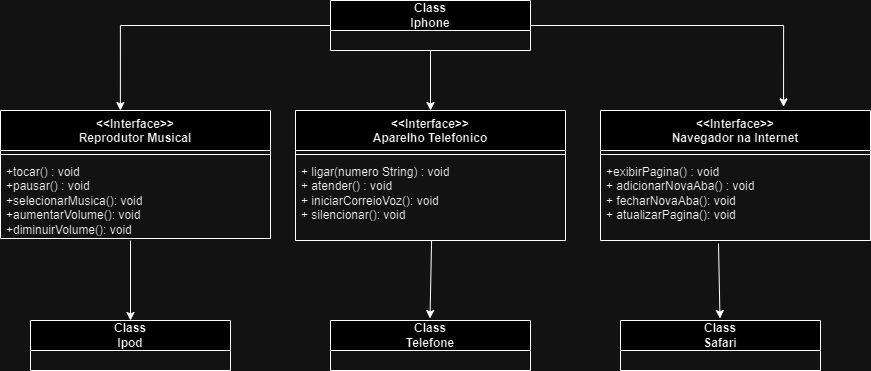 Class
Iphone
<<Interface>>
Reprodutor Musical
+tocar() : void
+pausar() : void
+selecionarMusica(): void
+aumentarVolume(): void
+diminuirVolume(): void
<<Interface>>
Aparelho Telefonico
+ ligar(numero String) : void
+ atender() : void
+ iniciarCorreioVoz(): void
+ silencionar(): void
<<Interface>>
Navegador na Internet
+exibirPagina() : void
+ adicionarNovaAba() : void
+ fecharNovaAba(): void
+ atualizarPagina(): void
Class
Ipod
Class
Telefone
Class
Safari